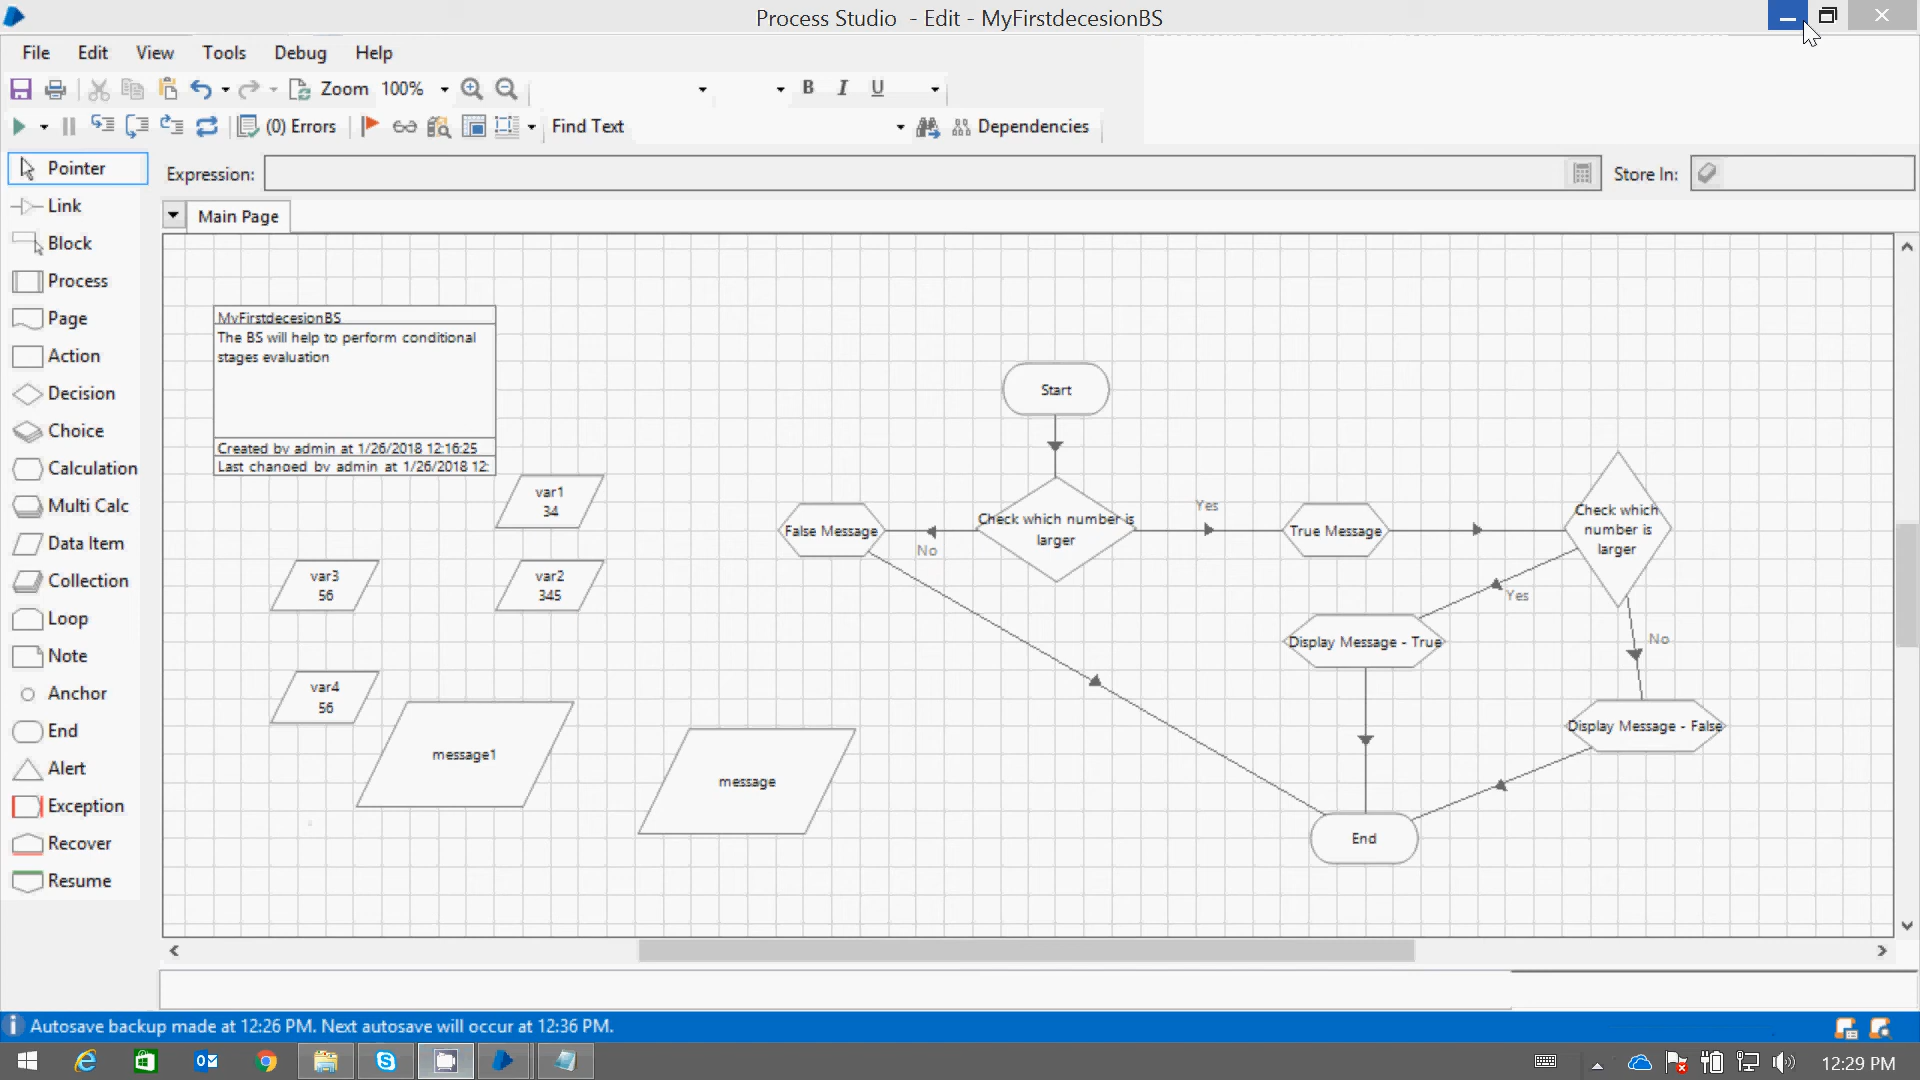 Process Studio  - Edit - MyFirstdecesionBS
File Edit View Tools Debug Help
Zoom 100% B I U
(0) Errors Find Text Dependencies
Expression: Store In:
Main Page
Pointer
Link
Block
Process
Page
Action
Decision
Choice
Calculation
Multi Calc
Data Item
Collection
Loop
Note
Anchor
End
Alert
Exception
Recover
Resume
MyFirstdecesionBS
The BS will help to perform conditional
stages evaluation
Created by admin at 1/26/2018 12:16:25
Last changed by admin at 1/26/2018 12:
var1
34
var3
56
var2
345
var4
56
message1
message
Start
Check which number is
larger
No
Yes
False Message
True Message
Check which
number is
larger
Yes
No
Display Message - True
Display Message - False
End
Autosave backup made at 12:26 PM. Next autosave will occur at 12:36 PM.
12:29 PM